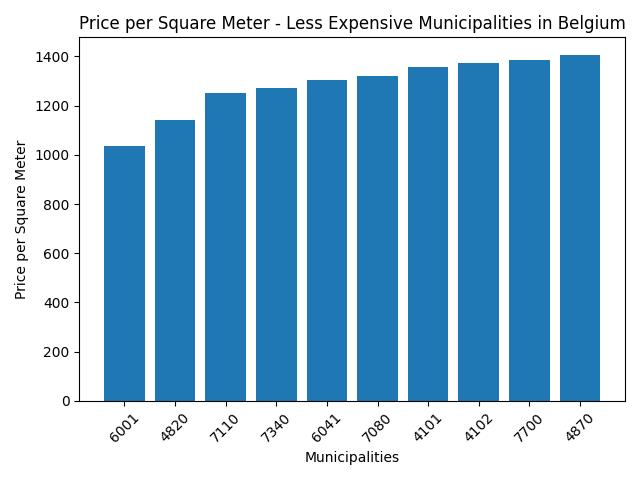 Price per Square Meter - Less Expensive Municipalities in Belgium
Price per Square Meter
1400
1200
1000
800
600
400
200
0
6001 4820 7110 7340 6041 7080 4101 4102 7700 4870
Municipalities